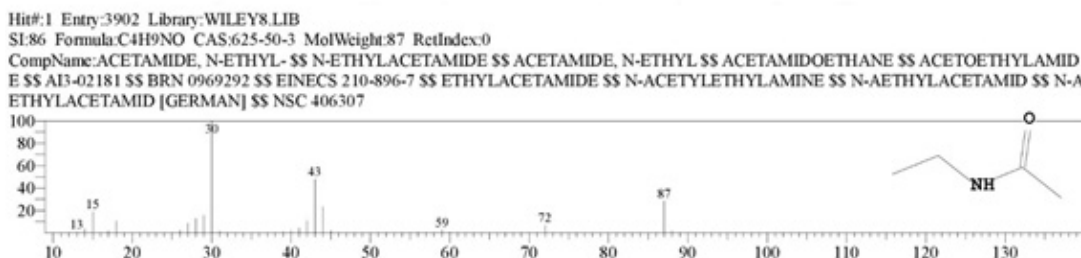 Hit#:1 Entry:3902 Library:WILEY8.LIB
SI:86 Formula:C4H9NO CAS:625-50-3 MolWeight:87 RetIndex:0
CompName:ACETAMIDE, N-ETHYL- $$ N-ETHYLACETAMIDE $$ ACETAMIDE, N-ETHYL $$ ACETAMIDOETHANE $$ ACETOETHYLAMID
E $$ AI3-02181 $$ BRN 0969292 $$ EINECS 210-896-7 $$ ETHYLACETAMIDE $$ N-ACETYLETHYLAMINE $$ N-AETHYLACETAMID $$ N-A
ETHYLACETAMID [GERMAN] $$ NSC 406307
100
80
60
40
20
13
15
30
43
59
72
87
O
NH
10 20 30 40 50 60 70 80 90 100 110 120 130